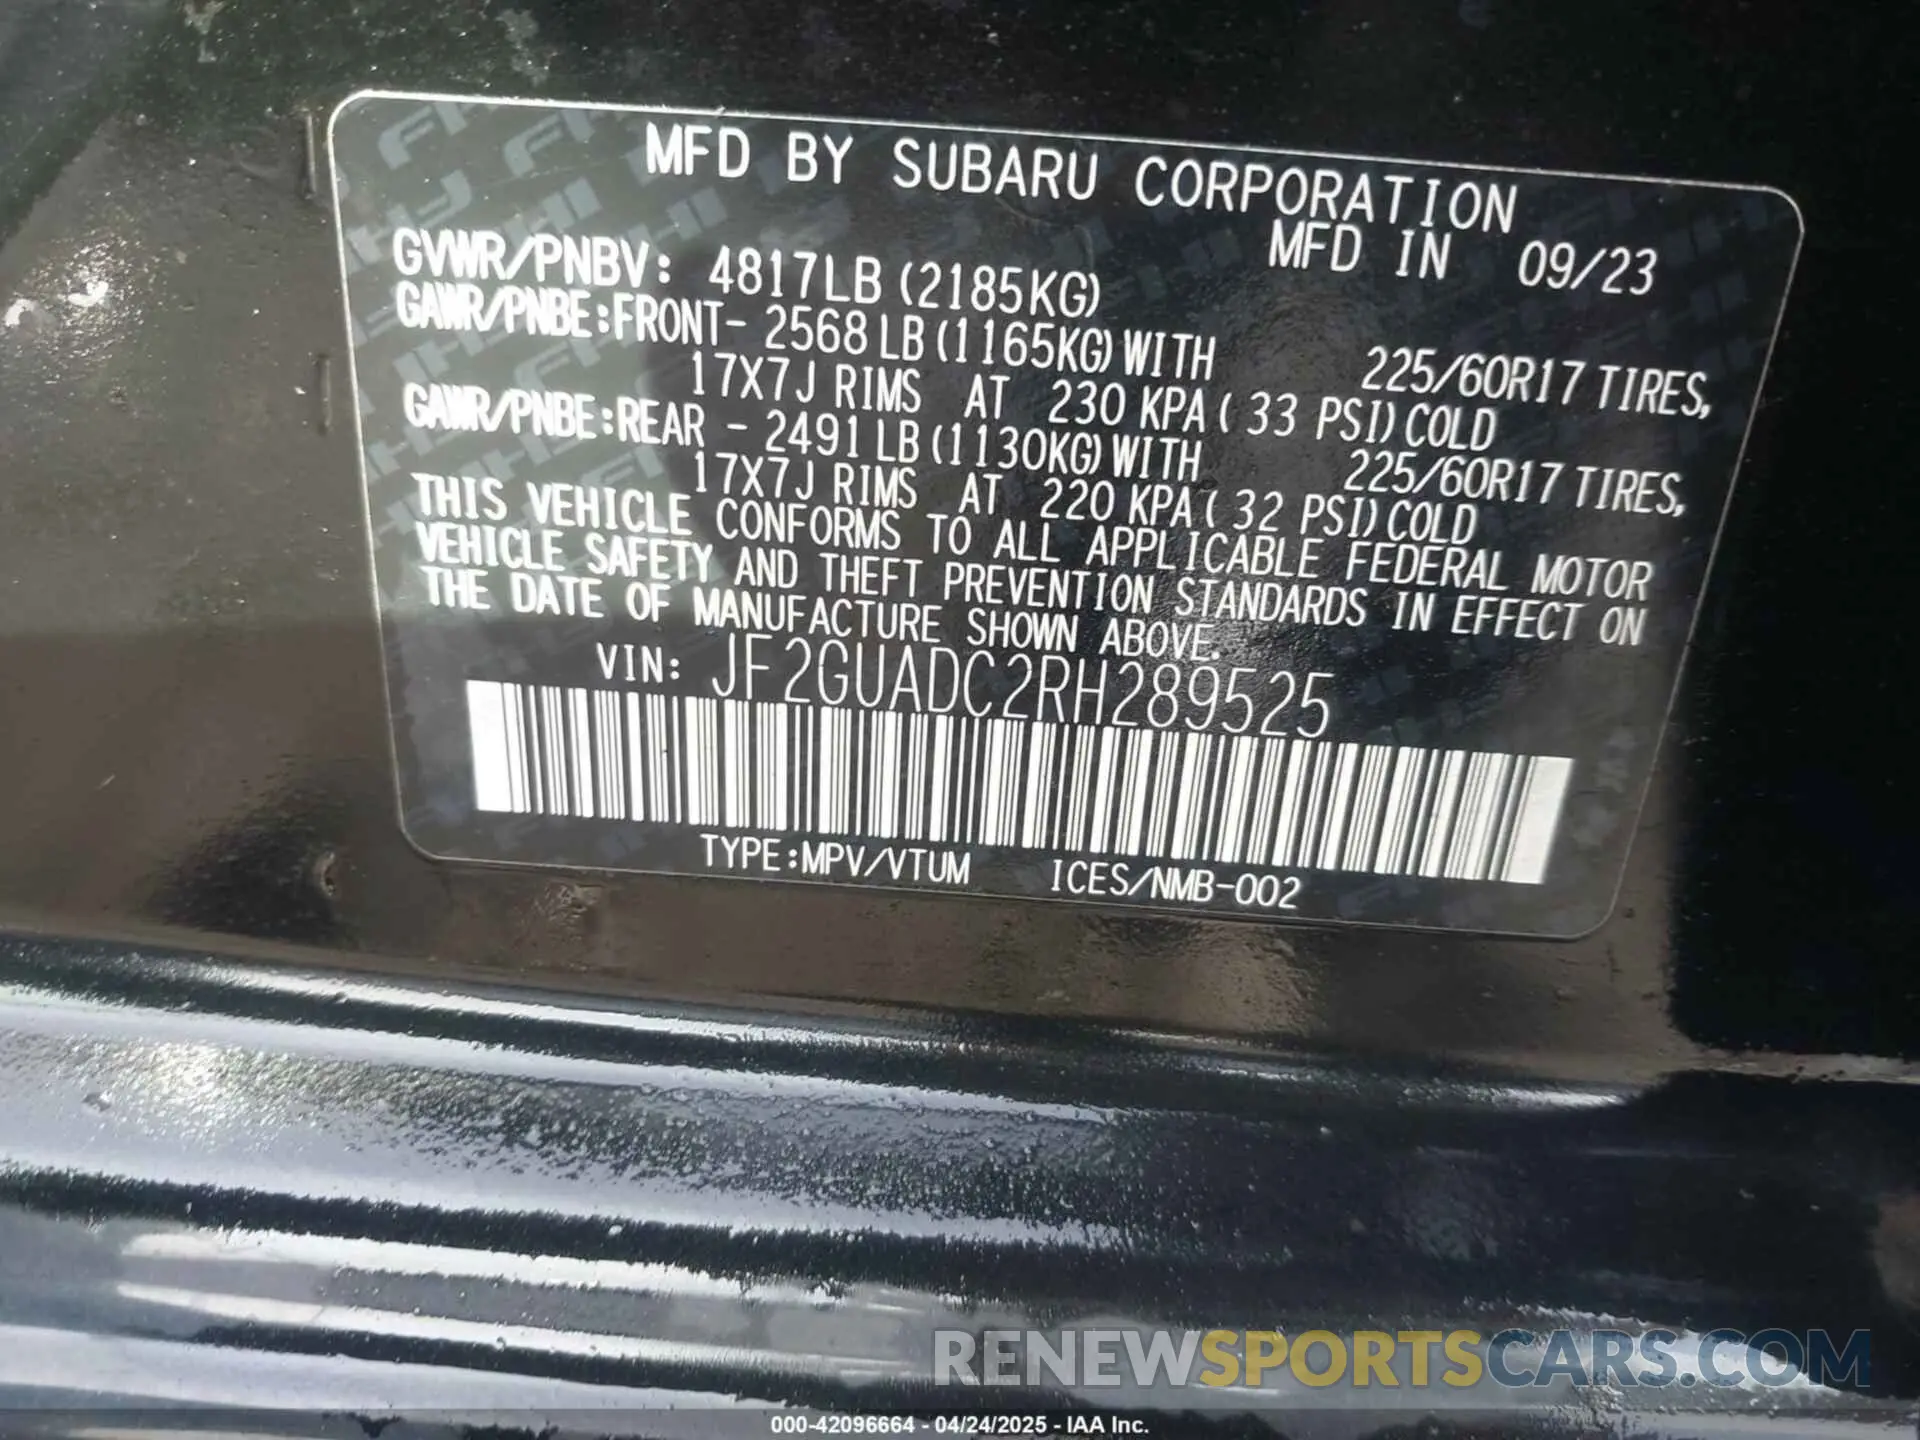 MFD BY SUBARU CORPORATION
MFD IN 09/23
GVWR/PNBV: 4817LB (2185KG)
GAWR/PNBE:FRONT- 2568 LB (1165KG) WITH 225/60R17 TIRES,
17X7J RIMS AT 230 KPA ( 33 PSI) COLD
GAWR/PNBE:REAR - 2491 LB (1130KG) WITH 225/60R17 TIRES,
17X7J RIMS AT 220 KPA ( 32 PSI) COLD
THIS VEHICLE CONFORMS TO ALL APPLICABLE FEDERAL MOTOR
VEHICLE SAFETY AND THEFT PREVENTION STANDARDS IN EFFECT ON
THE DATE OF MANUFACTURE SHOWN ABOVE.
VIN: JF2GUADC2RH289525
TYPE:MPV/VTUM ICES/NMB-002
RENEWSPORTSCARS.COM
000-42096664 - 04/24/2025 - IAA Inc.